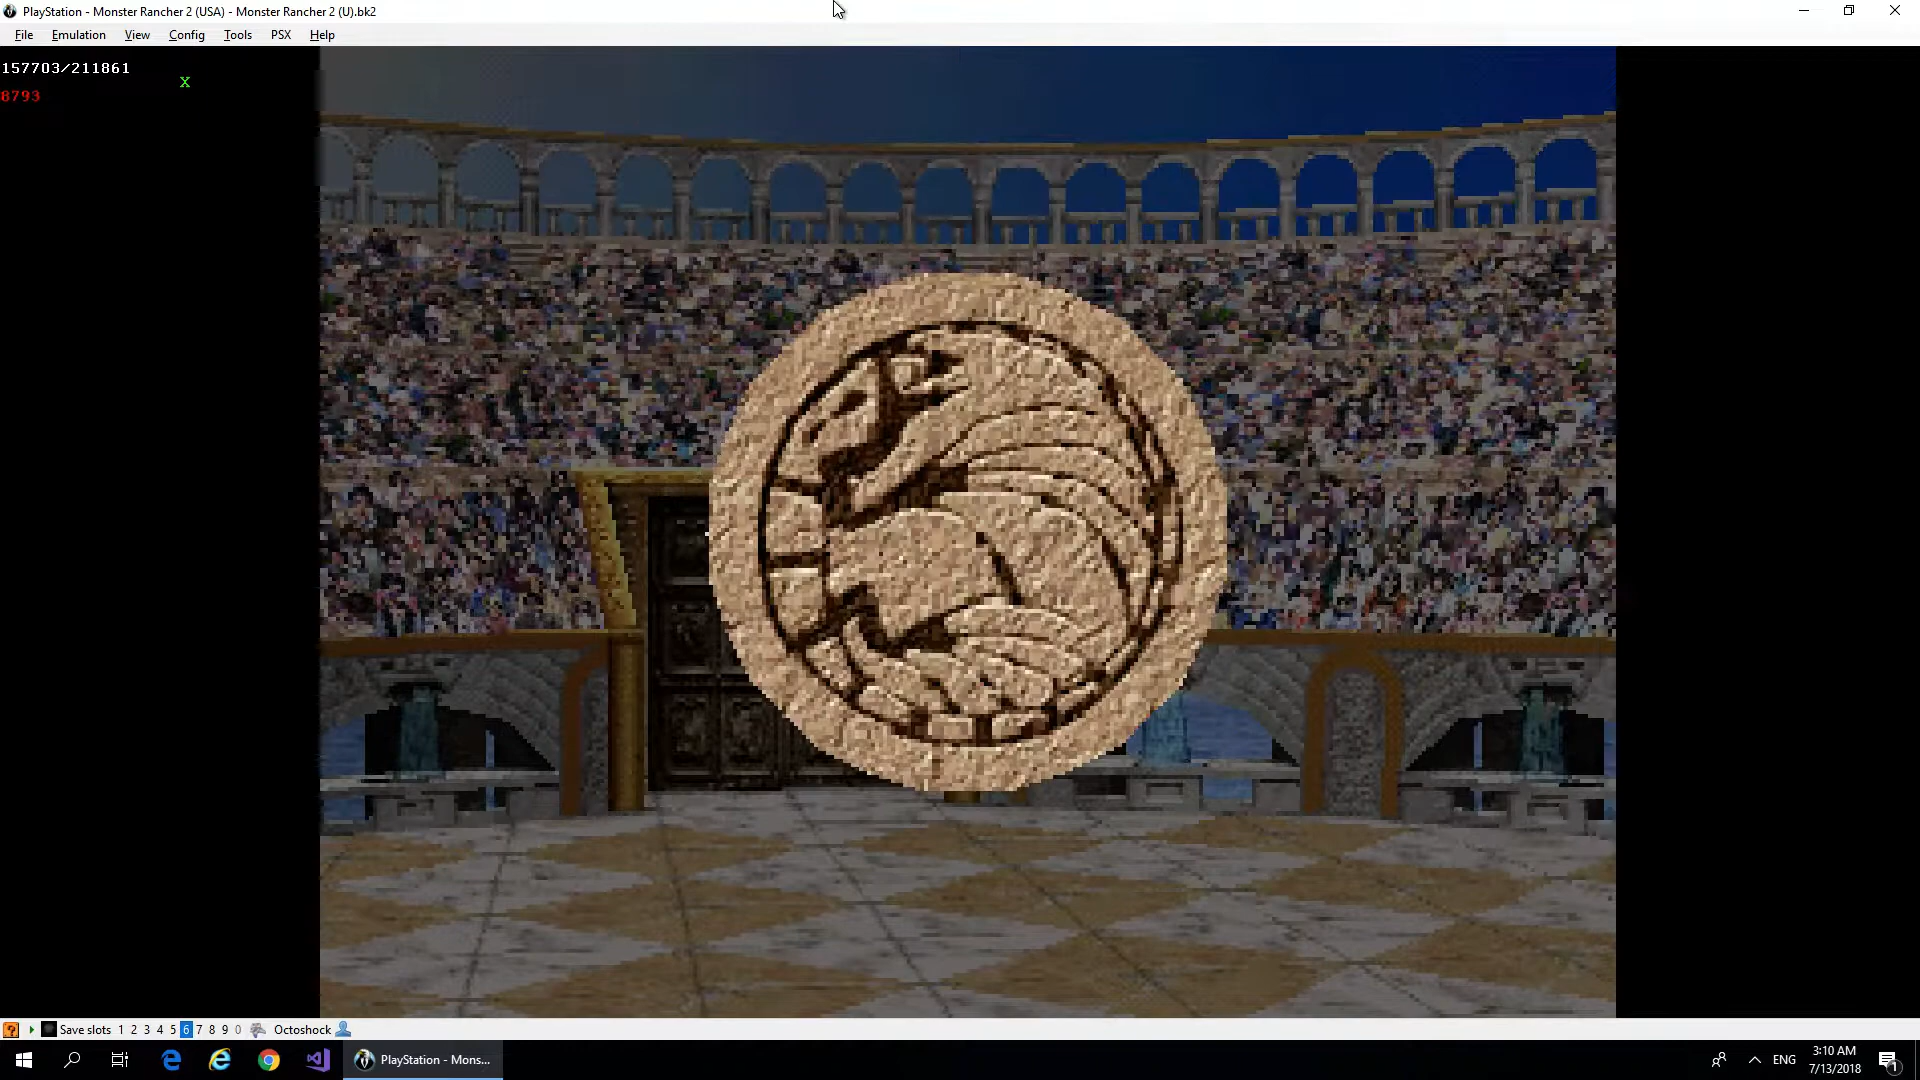 PlayStation - Monster Rancher 2 (USA) - Monster Rancher 2 (U).bk2
File Emulation View Config Tools PSX Help
157703/211861
X
8793
Save slots 1 2 3 4 5 6 7 8 9 0 Octoshock
PlayStation - Mons...
ENG
3:10 AM
7/13/2018
1